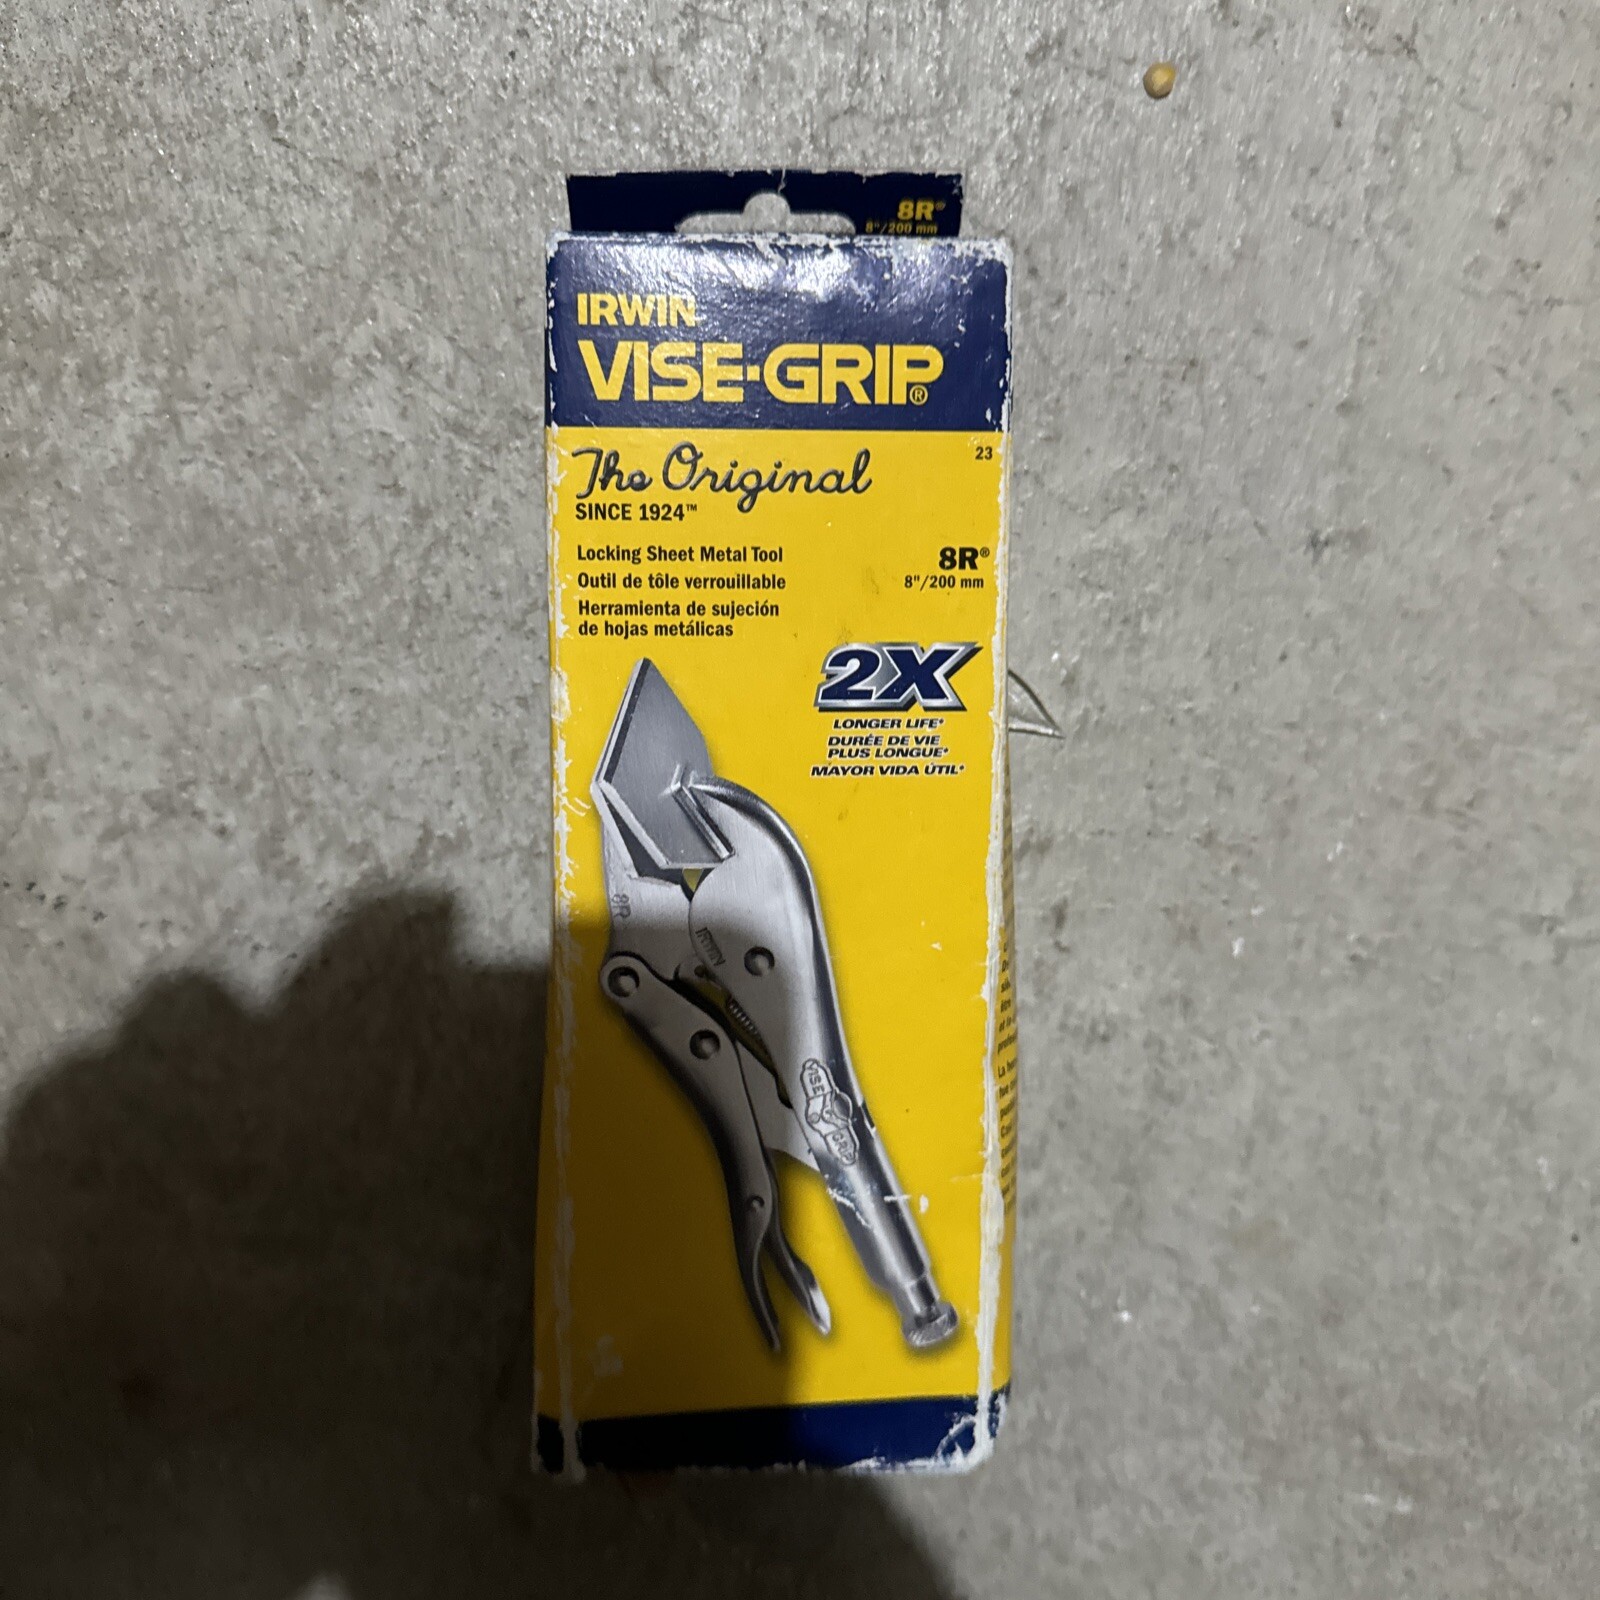 8R®
8"/200 mm
IRWIN
VISE-GRIP®
The Original
SINCE 1924™
23
Locking Sheet Metal Tool
Outil de tôle verrouillable
Herramienta de sujeción
de hojas metálicas
8R®
8"/200 mm
2X
LONGER LIFE*
DURÉE DE VIE
PLUS LONGUE*
MAYOR VIDA ÚTIL*
8R
IRWIN
VISE GRIP